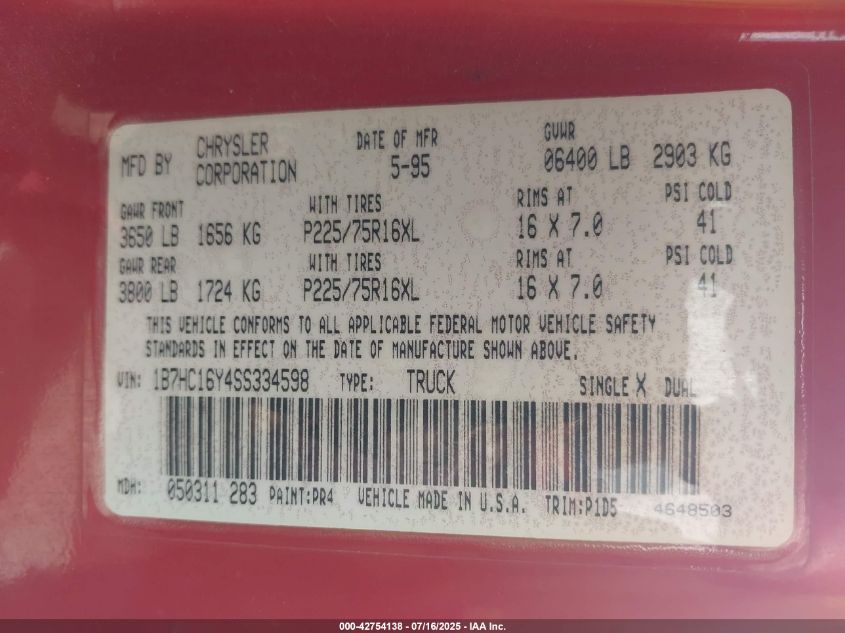 MFD BY CHRYSLER CORPORATION DATE OF MFR 5-95 GVWR 06400 LB 2903 KG
GAWR FRONT WITH TIRES RIMS AT PSI COLD
3650 LB 1656 KG P225/75R16XL 16 X 7.0 41
GAWR REAR WITH TIRES RIMS AT PSI COLD
3800 LB 1724 KG P225/75R16XL 16 X 7.0 41
THIS VEHICLE CONFORMS TO ALL APPLICABLE FEDERAL MOTOR VEHICLE SAFETY
STANDARDS IN EFFECT ON THE DATE OF MANUFACTURE SHOWN ABOVE.
VIN: 1B7HC16Y4SS334598 TYPE: TRUCK SINGLE X DUAL
MDH: 050311 283 PAINT:PR4 VEHICLE MADE IN U.S.A. TRIM:P1D5 4648503
000-42754138 - 07/16/2025 - IAA Inc.